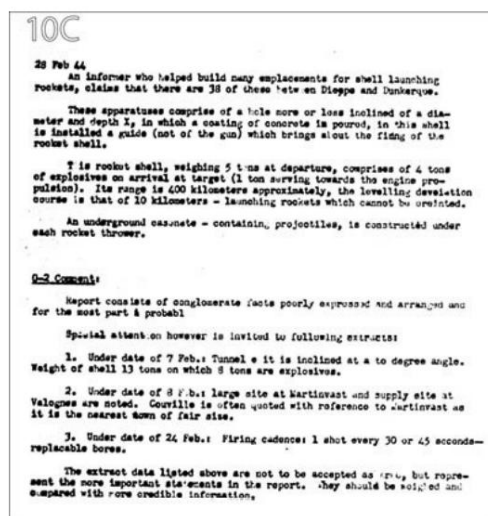 10C
28 Feb 44
An informer who helped build many emplacements for shell launching
rockets, claims that there are 38 of these between Dieppe and Dunkerque.
These apparatuses comprise of a hole more or less inclined of a dia-
meter and depth X, in which a coating of concrete is poured, in this shell
is installed a guide (not of the gun) which brings about the firing of the
rocket shell.
This rocket shell, weighing 5 tons at departure, comprises of 4 tons
of explosives on arrival at target (1 ton serving towards the engine pro-
pulsion). Its range is 400 kilometers approximately, the levelling
course is that of 10 kilometers - launching rockets which cannot be
An underground casemate - containing projectiles, is constructed under
each rocket thrower.
G-2 Comment:
Report consists of conglomerate facts poorly expressed and arranged and
for the most part & probabl
Special attention however is invited to following extracts:
1. Under date of 7 Feb.: Tunnel it is inclined at a to degree angle.
Weight of shell 13 tons on which 8 tons are explosives.
2. Under date of 8 Feb.: large site at Martinvast and supply site at
Valognes are noted. Couville is often quoted with reference to Martinvast as
it is the nearest town of fair size.
3. Under date of 24 Feb.: Firing cadence: 1 shot every 30 or 45 seconds-
replaceable bores.
The extract data listed above are not to be accepted as true, but repre-
sent the more important statements in the report. They should be weighed and
compared with more credible information.